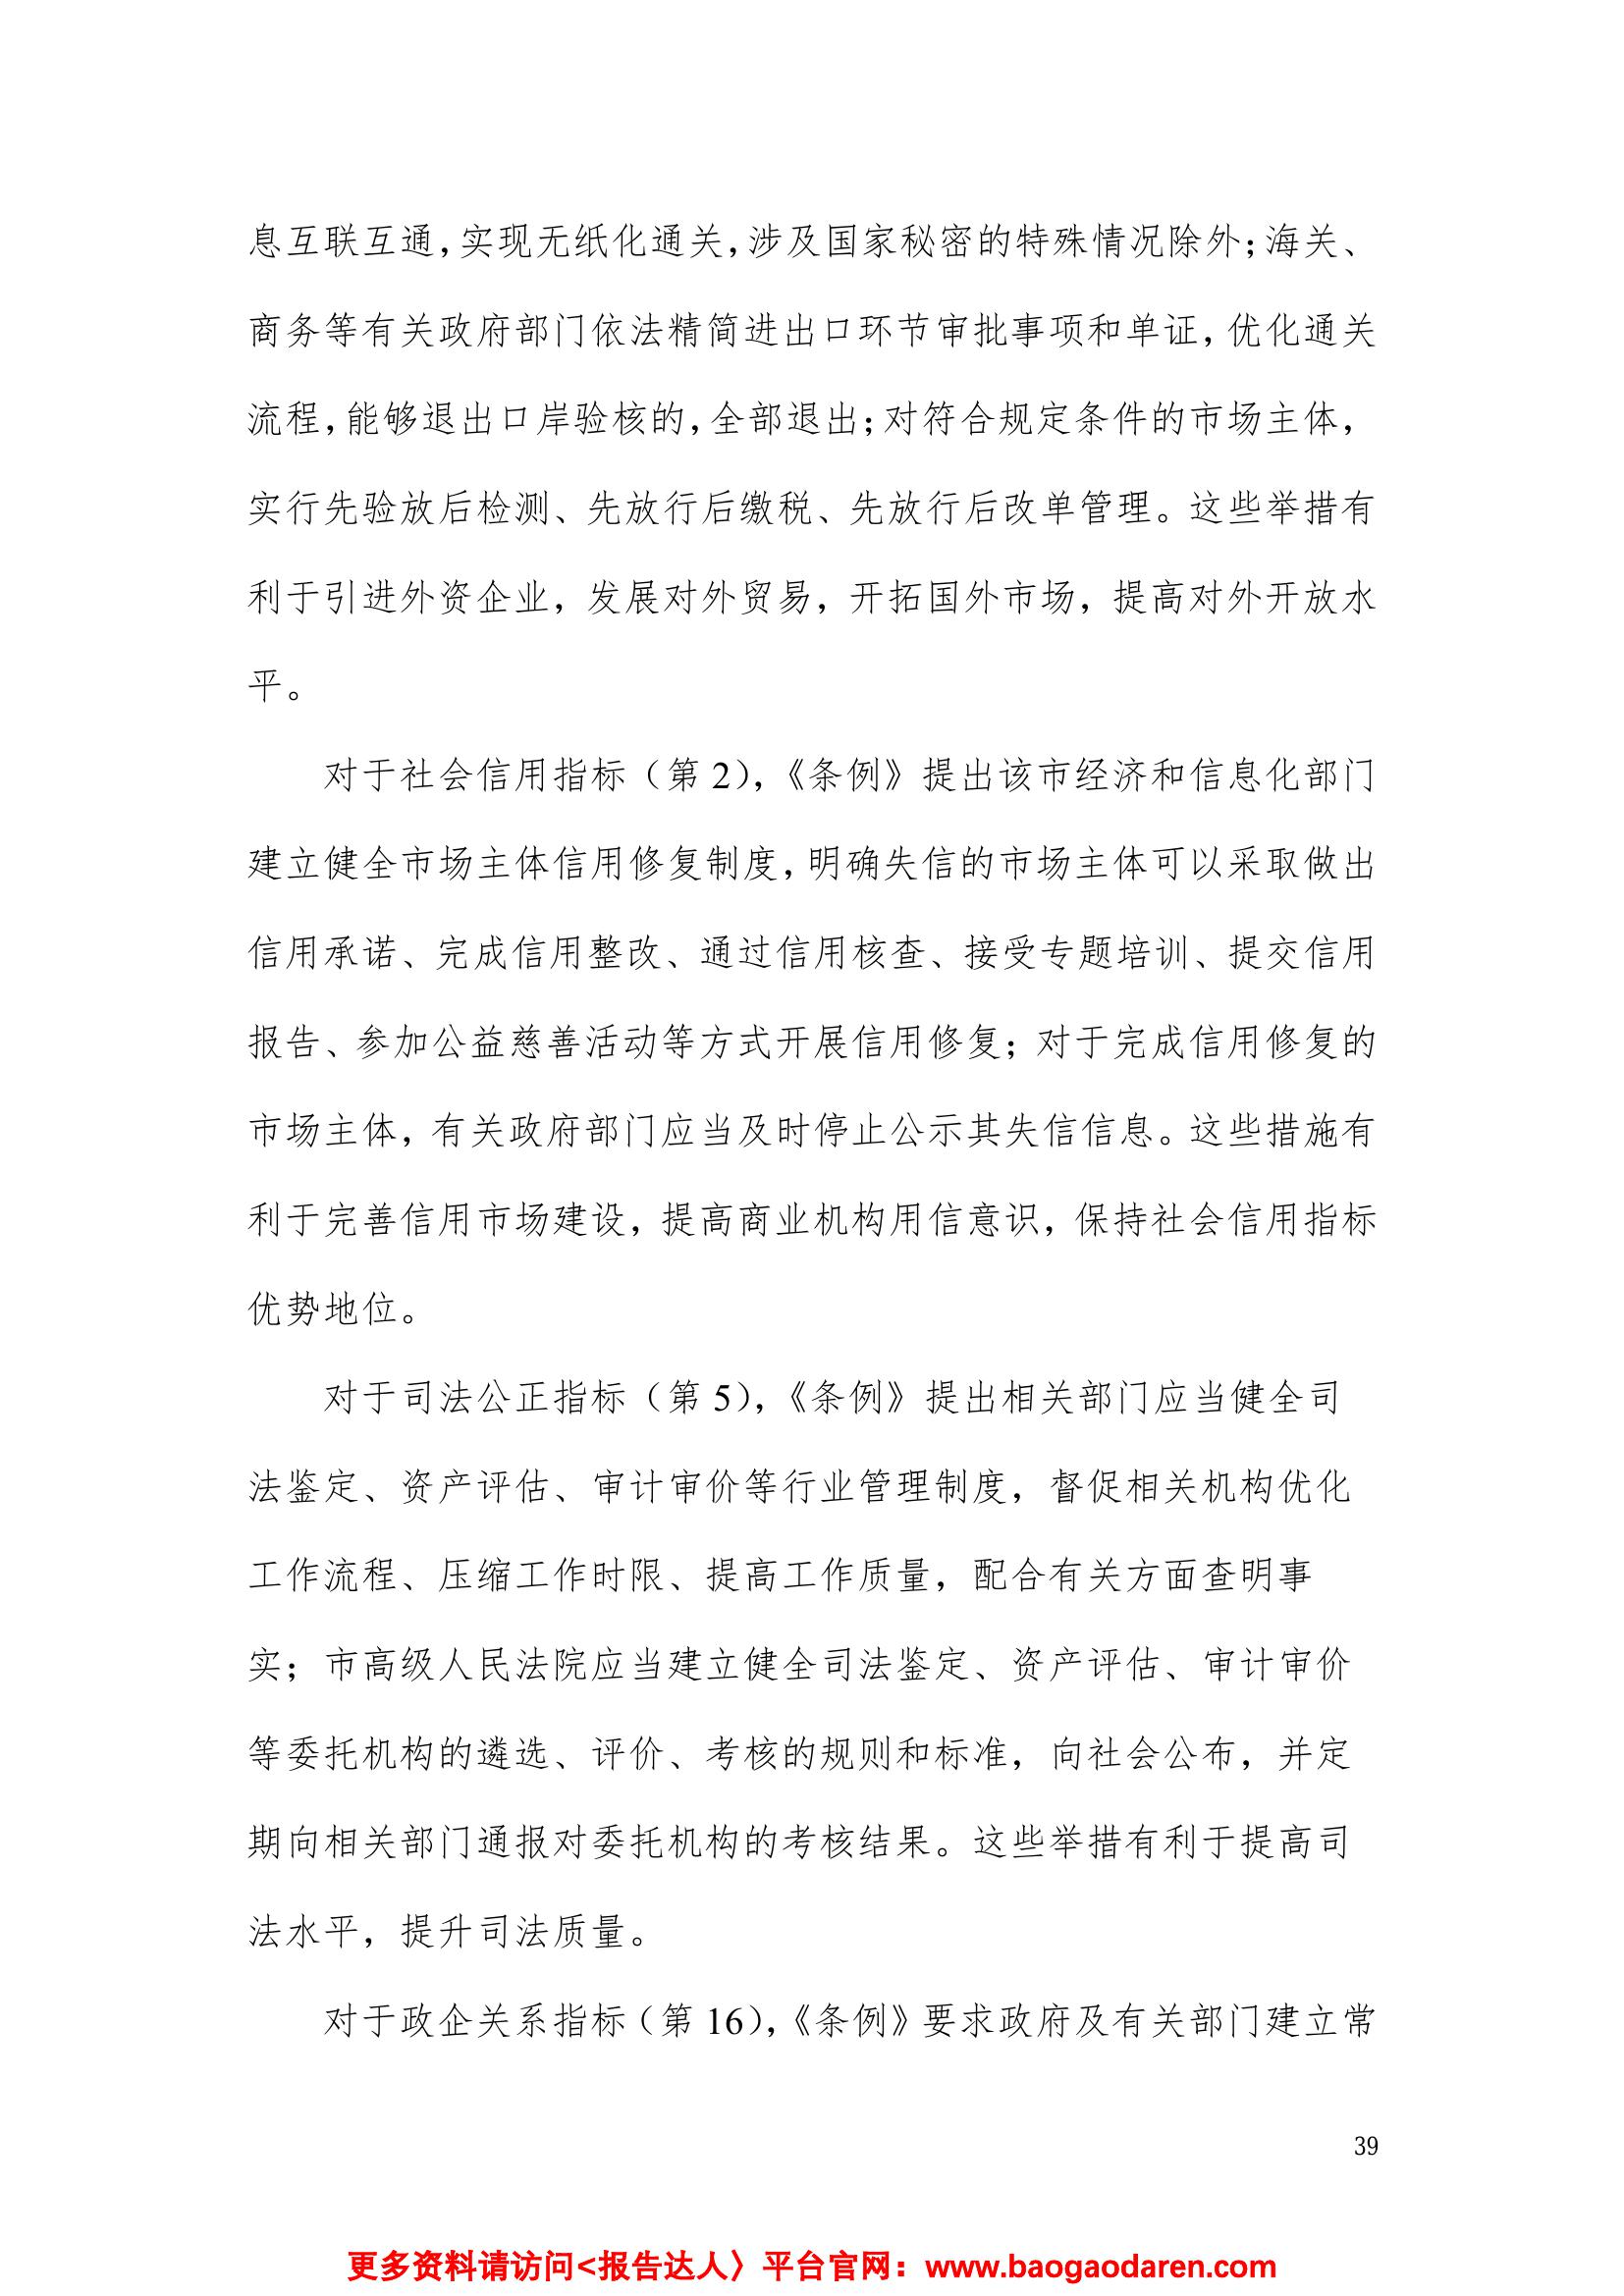 息互联互通，实现无纸化通关，涉及国家秘密的特殊情况除外；海关、
商务等有关政府部门依法精简进出口环节审批事项和单证，优化通关
流程，能够退出口岸验核的，全部退出；对符合规定条件的市场主体，
实行先验放后检测、先放行后缴税、先放行后改单管理。这些举措有
利于引进外资企业，发展对外贸易，开拓国外市场，提高对外开放水
平。
对于社会信用指标（第 2），《条例》提出该市经济和信息化部门
建立健全市场主体信用修复制度，明确失信的市场主体可以采取做出
信用承诺、完成信用整改、通过信用核查、接受专题培训、提交信用
报告、参加公益慈善活动等方式开展信用修复；对于完成信用修复的
市场主体，有关政府部门应当及时停止公示其失信信息。这些措施有
利于完善信用市场建设，提高商业机构用信意识，保持社会信用指标
优势地位。
对于司法公正指标（第 5），《条例》提出相关部门应当健全司
法鉴定、资产评估、审计审价等行业管理制度，督促相关机构优化
工作流程、压缩工作时限、提高工作质量，配合有关方面查明事
实；市高级人民法院应当建立健全司法鉴定、资产评估、审计审价
等委托机构的遴选、评价、考核的规则和标准，向社会公布，并定
期向相关部门通报对委托机构的考核结果。这些举措有利于提高司
法水平，提升司法质量。
对于政企关系指标（第 16），《条例》要求政府及有关部门建立常
39
更多资料请访问<报告达人〉平台官网：www.baogaodaren.com